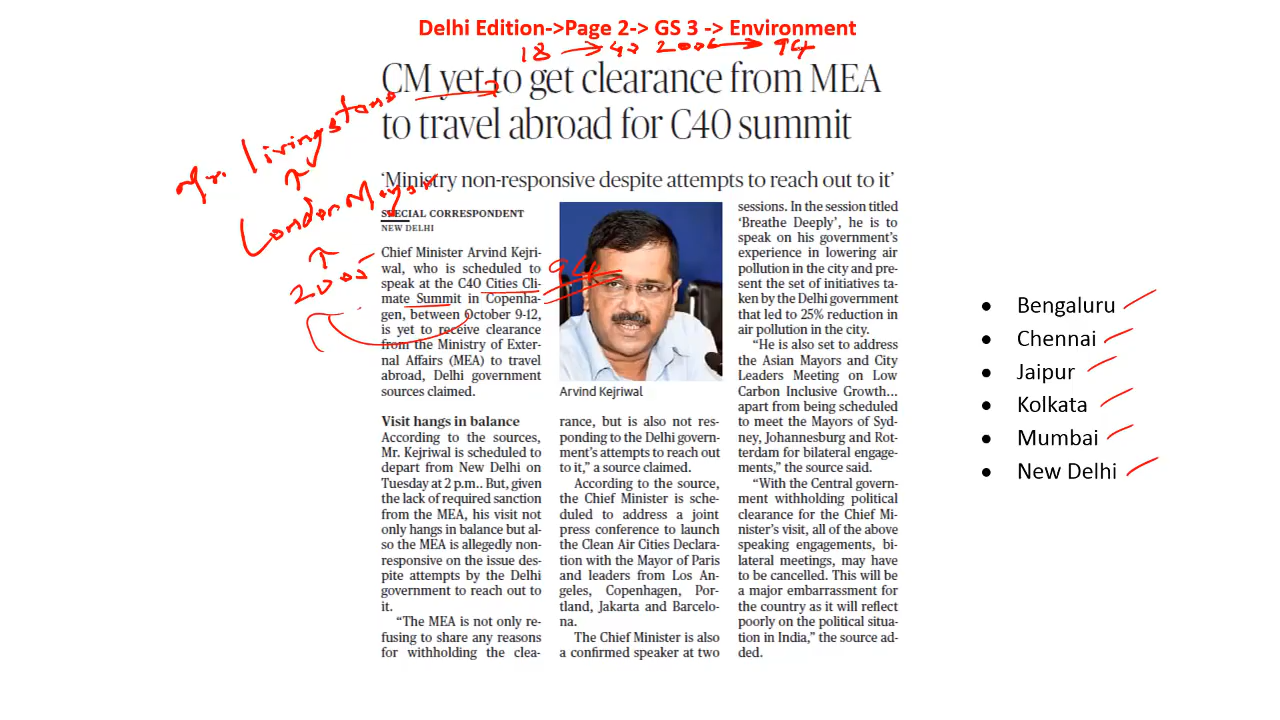 Delhi Edition->Page 2-> GS 3 -> Environment
18 → 40 2006 → 94
CM yet to get clearance from MEA
to travel abroad for C40 summit
Mr. livingstone
'Ministry non-responsive despite attempts to reach out to it'
London Mayor
2005
SPECIAL CORRESPONDENT
NEW DELHI
Chief Minister Arvind Kejri-
wal, who is scheduled to
speak at the C40 Cities Cli-
mate Summit in Copenha-
gen, between October 9-12,
is yet to receive clearance
from the Ministry of Exter-
nal Affairs (MEA) to travel
abroad, Delhi government
sources claimed.
Visit hangs in balance
According to the sources,
Mr. Kejriwal is scheduled to
depart from New Delhi on
Tuesday at 2 p.m.. But, given
the lack of required sanction
from the MEA, his visit not
only hangs in balance but al-
so the MEA is allegedly non-
responsive on the issue des-
pite attempts by the Delhi
government to reach out to
it.
"The MEA is not only re-
fusing to share any reasons
for withholding the clea-
94
Arvind Kejriwal
rance, but is also not res-
ponding to the Delhi govern-
ment's attempts to reach out
to it," a source claimed.
According to the source,
the Chief Minister is sche-
duled to address a joint
press conference to launch
the Clean Air Cities Declara-
tion with the Mayor of Paris
and leaders from Los An-
geles, Copenhagen, Por-
tland, Jakarta and Barcelo-
na.
The Chief Minister is also
a confirmed speaker at two
sessions. In the session titled
'Breathe Deeply', he is to
speak on his government's
experience in lowering air
pollution in the city and pre-
sent the set of initiatives ta-
ken by the Delhi government
that led to 25% reduction in
air pollution in the city.
"He is also set to address
the Asian Mayors and City
Leaders Meeting on Low
Carbon Inclusive Growth...
apart from being scheduled
to meet the Mayors of Syd-
ney, Johannesburg and Rot-
terdam for bilateral engage-
ments," the source said.
"With the Central govern-
ment withholding political
clearance for the Chief Mi-
nister's visit, all of the above
speaking engagements, bi-
lateral meetings, may have
to be cancelled. This will be
a major embarrassment for
the country as it will reflect
poorly on the political situa-
tion in India," the source ad-
ded.
• Bengaluru
• Chennai
• Jaipur
• Kolkata
• Mumbai
• New Delhi